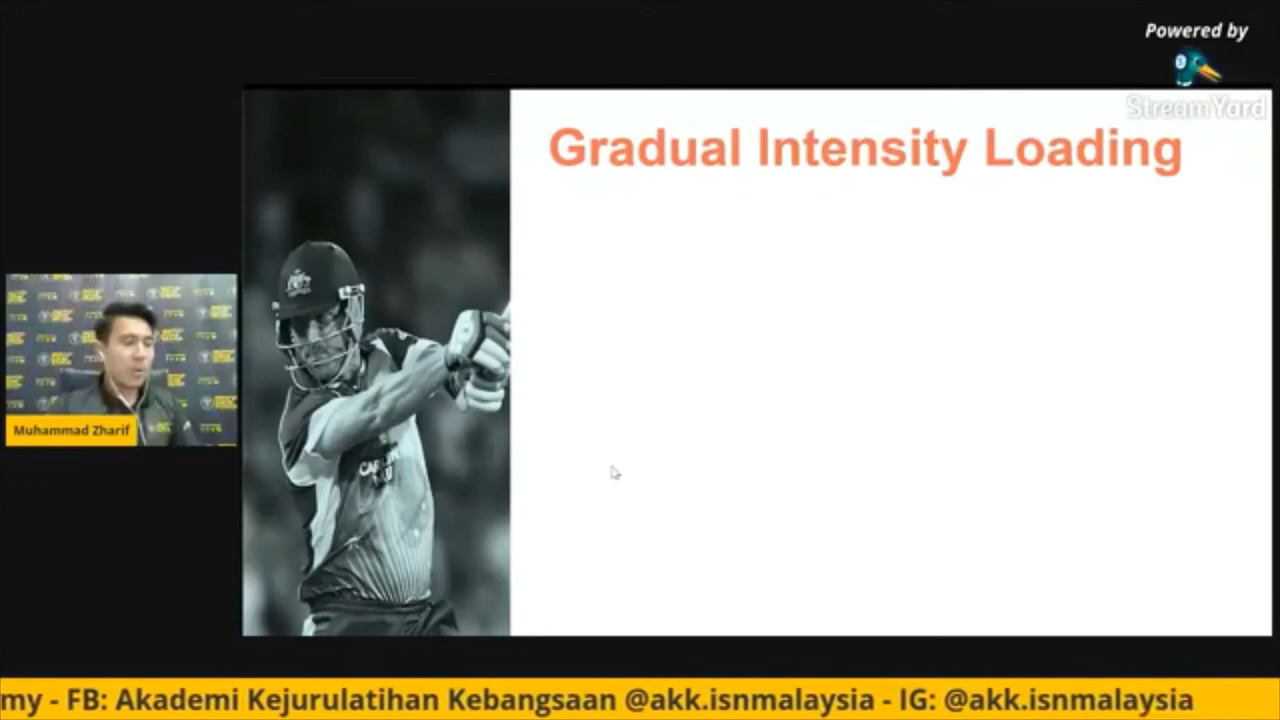 Powered by
StreamYard
Gradual Intensity Loading
Muhammad Zharif
my - FB: Akademi Kejurulatihan Kebangsaan @akk.isnmalaysia - IG: @akk.isnmalaysia